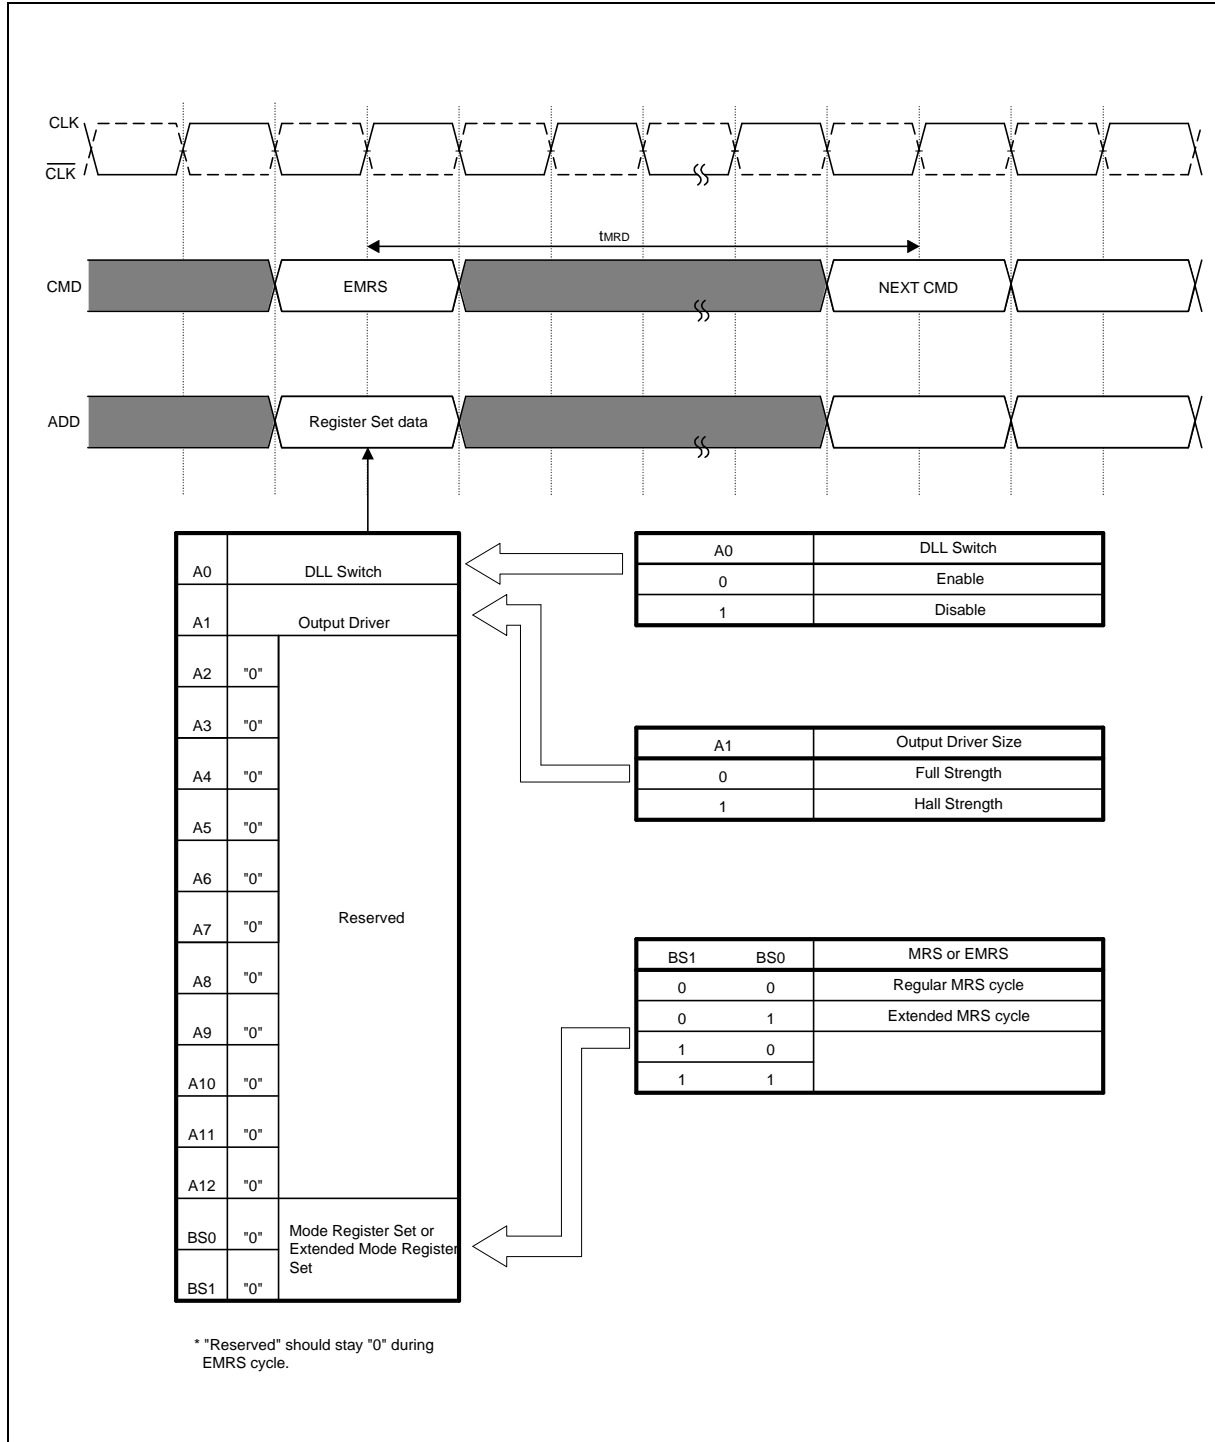 CLK
CLK
tMRD
CMD
EMRS
NEXT CMD
ADD
Register Set data
A0 DLL Switch
A1 Output Driver
A2 "0"
A3 "0"
A4 "0"
A5 "0"
A6 "0"
A7 "0"
Reserved
A8 "0"
A9 "0"
A10 "0"
A11 "0"
A12 "0"
BS0 "0"
BS1 "0"
Mode Register Set or
Extended Mode Register
Set
A0 DLL Switch
0 Enable
1 Disable
A1 Output Driver Size
0 Full Strength
1 Hall Strength
BS1 BS0 MRS or EMRS
0 0 Regular MRS cycle
0 1 Extended MRS cycle
1 0
1 1
* "Reserved" should stay "0" during
EMRS cycle.